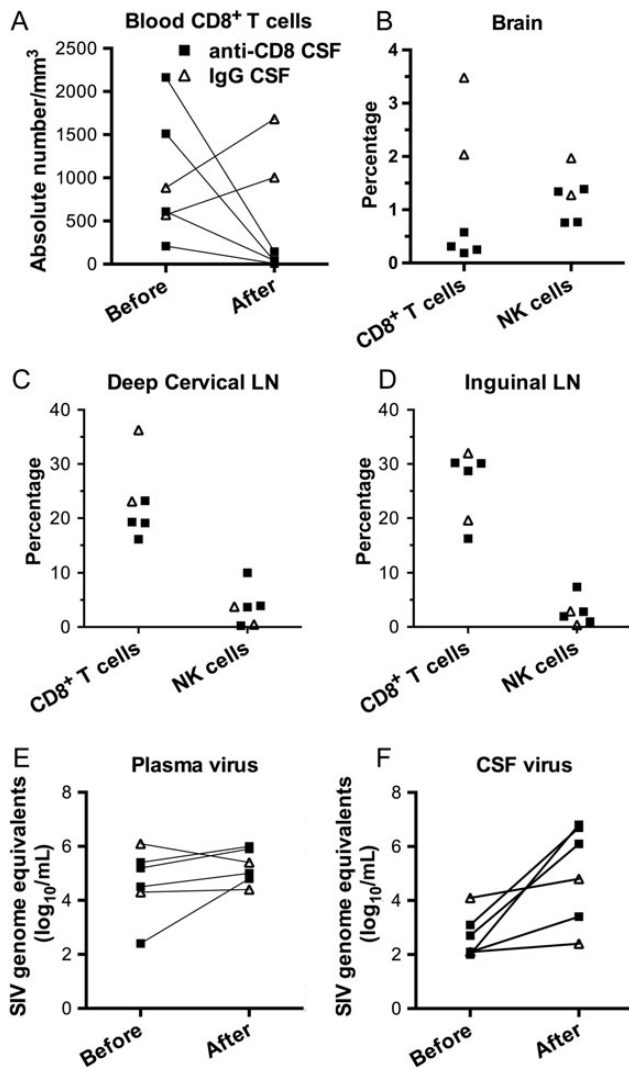 A
Blood CD8+ T cells
anti-CD8 CSF
IgG CSF
Absolute number/mm3
2500
2000
1500
1000
500
0
Before
After
B
Brain
Percentage
4
3
2
1
0
CD8+ T cells
NK cells
C
Deep Cervical LN
Percentage
40
30
20
10
0
CD8+ T cells
NK cells
D
Inguinal LN
Percentage
40
30
20
10
0
CD8+ T cells
NK cells
E
Plasma virus
SIV genome equivalents
(log10/mL)
8
6
4
2
0
Before
After
F
CSF virus
SIV genome equivalents
(log10/mL)
8
6
4
2
0
Before
After